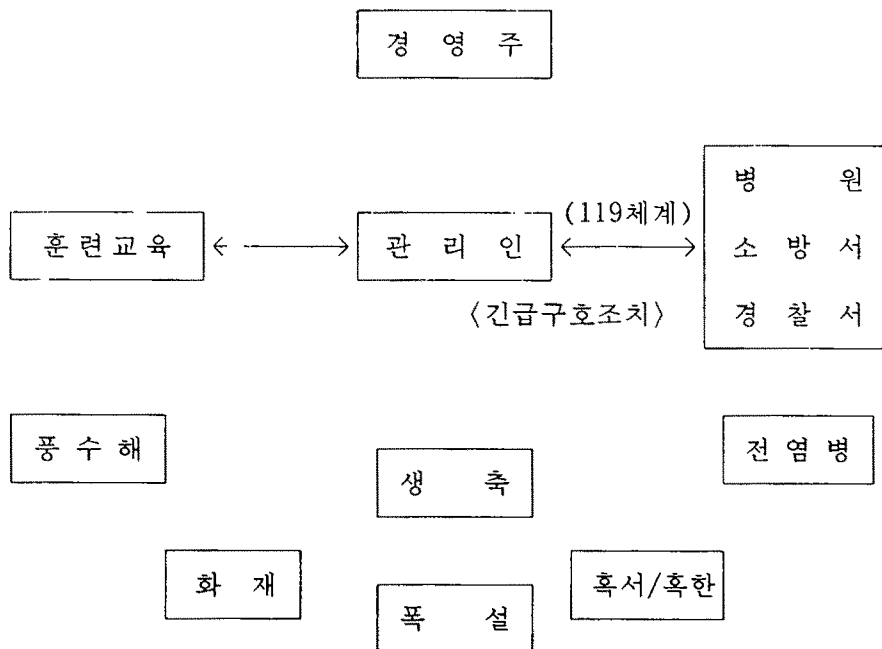 경 영 주
병 원
(119체계)
훈련교육
관 리 인
소 방 서
〈긴급구호조치〉
경 찰 서
풍 수 해
전 염 병
생 축
화 재
혹서/혹한
폭 설